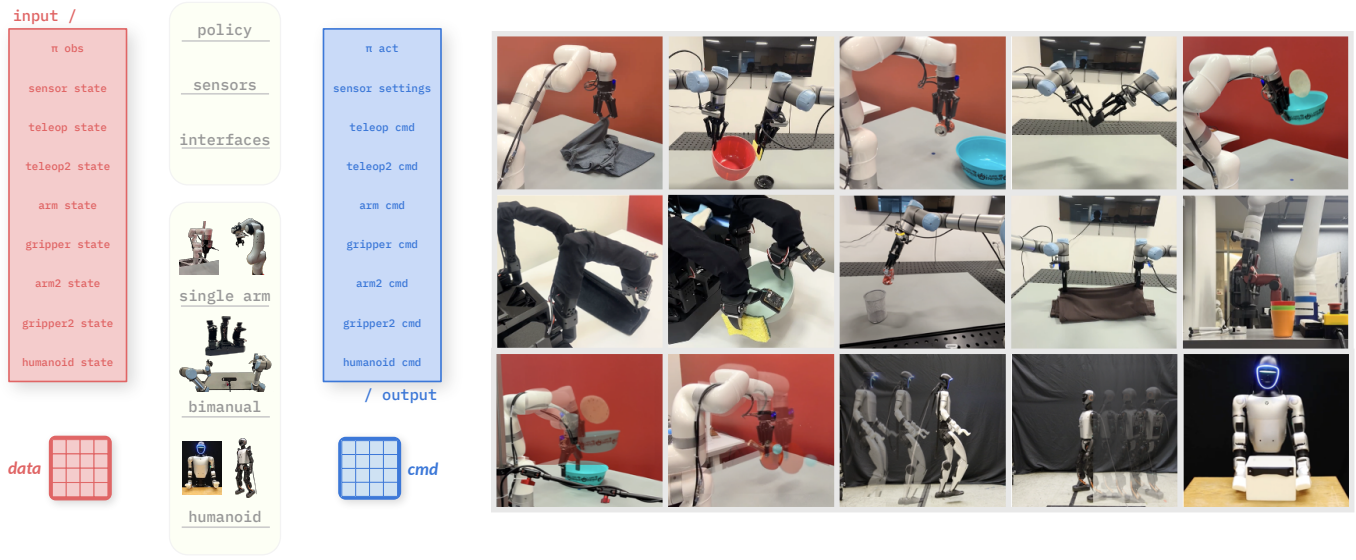 input /
π obs
sensor state
teleop state
teleop2 state
arm state
gripper state
arm2 state
gripper2 state
humanoid state
data
policy
sensors
interfaces
single arm
bimanual
humanoid
π act
sensor settings
teleop cmd
teleop2 cmd
arm cmd
gripper cmd
arm2 cmd
gripper2 cmd
humanoid cmd
/ output
cmd